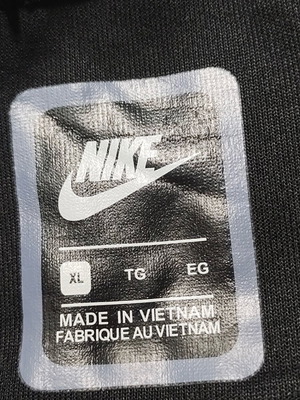 NIKE
XL TG EG
MADE IN VIETNAM
FABRIQUE AU VIETNAM